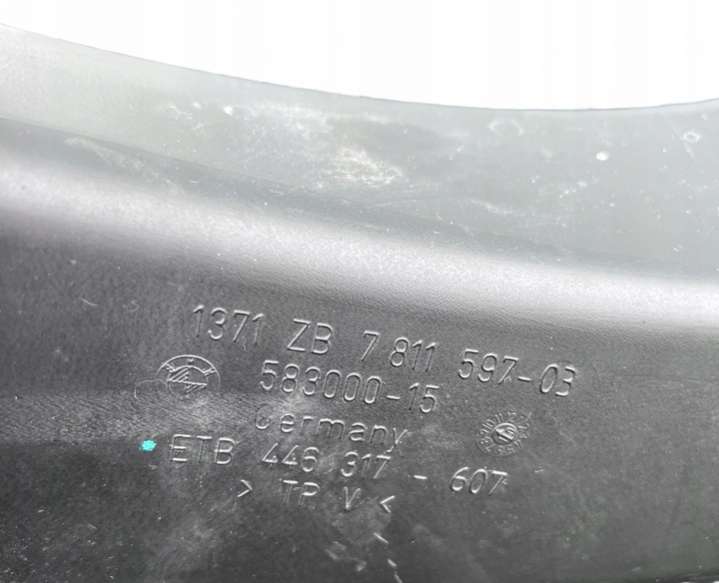 1371 ZB 7 811 597-03
583000-15
Germany
ETB 446 317 - 607
> TP V <